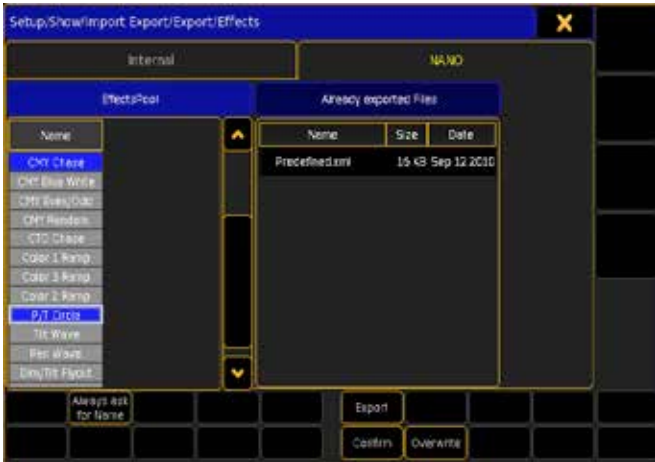 Setup/Show/Import Export/Export/Effects
Internal
NANO
EffectsPool
Already exported Files
Name
Name Size Date
CMY Chase
Predefined.xml 16 kB Sep 12 2010
CMY Blue White
CMY Even/Odd
CMY Random
CTO Chase
Color 1 Ramp
Color 3 Ramp
Color 2 Ramp
P/T Circle
Tilt Wave
Pan Wave
Dim/Tilt Flyout
Always ask
for Name
Export
Confirm
Overwrite